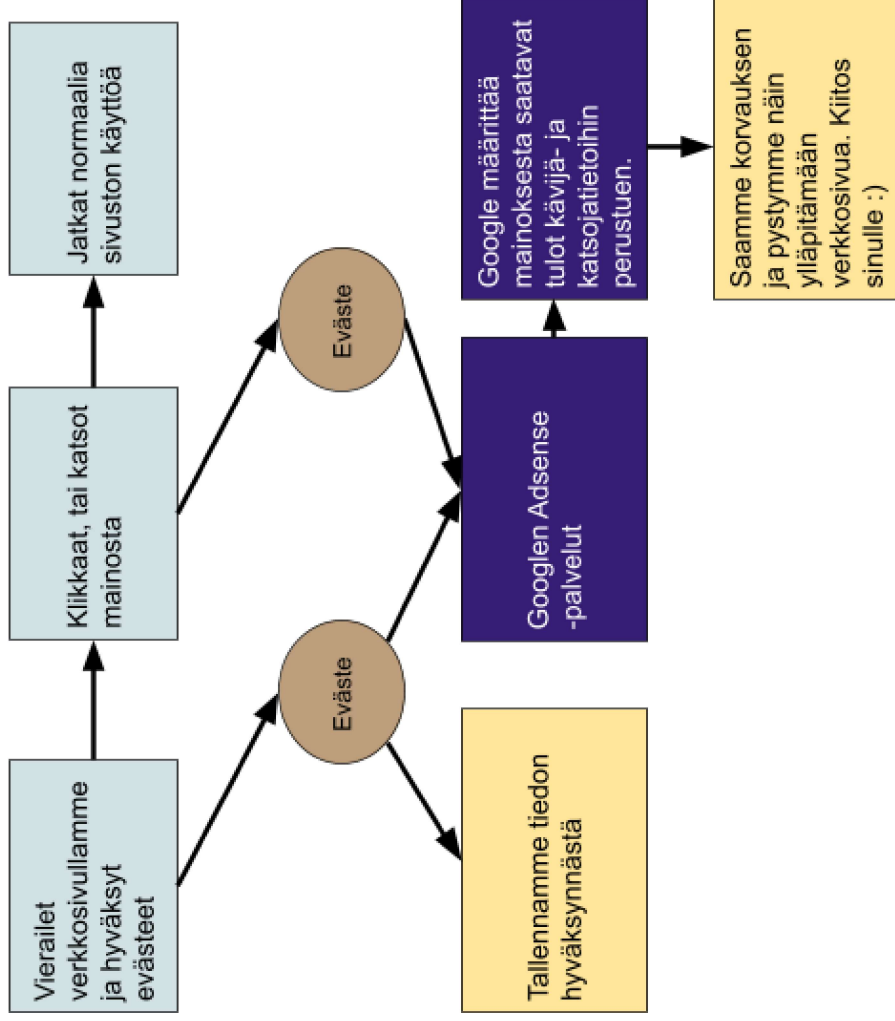 Vierailet
verkkosivullamme
ja hyväksyt
evästeet
Klikkaat, tai katsot
mainosta
Jatkat normaalia
sivuston käyttöä
Eväste
Eväste
Tallennamme tiedon
hyväksynnästä
Googlen Adsense
-palvelut
Google määrittää
mainoksesta saatavat
tulot kävijä- ja
katsojatietoihin
perustuen.
Saamme korvauksen
ja pystymme näin
ylläpitämään
verkkosivua. Kiitos
sinulle :)